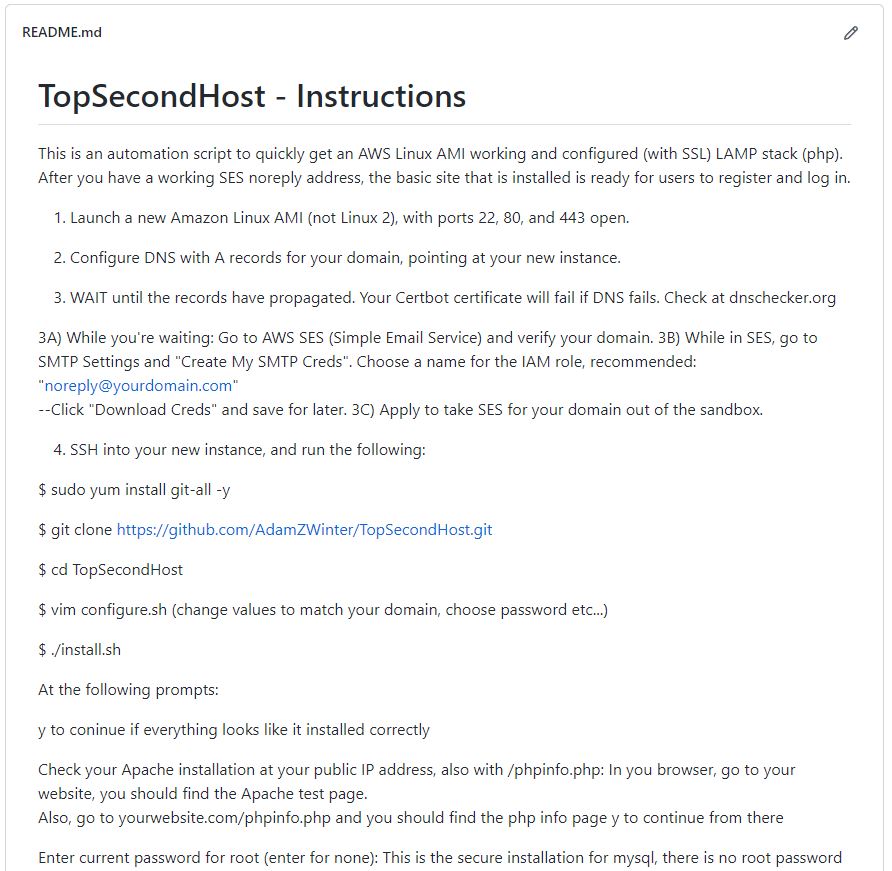 README.md
TopSecondHost - Instructions
This is an automation script to quickly get an AWS Linux AMI working and configured (with SSL) LAMP stack (php).
After you have a working SES noreply address, the basic site that is installed is ready for users to register and log in.
1. Launch a new Amazon Linux AMI (not Linux 2), with ports 22, 80, and 443 open.
2. Configure DNS with A records for your domain, pointing at your new instance.
3. WAIT until the records have propagated. Your Certbot certificate will fail if DNS fails. Check at dnschecker.org
3A) While you're waiting: Go to AWS SES (Simple Email Service) and verify your domain. 3B) While in SES, go to
SMTP Settings and "Create My SMTP Creds". Choose a name for the IAM role, recommended:
"noreply@yourdomain.com"
--Click "Download Creds" and save for later. 3C) Apply to take SES for your domain out of the sandbox.
4. SSH into your new instance, and run the following:
$ sudo yum install git-all -y
$ git clone https://github.com/AdamZWinter/TopSecondHost.git
$ cd TopSecondHost
$ vim configure.sh (change values to match your domain, choose password etc...)
$ ./install.sh
At the following prompts:
y to coninue if everything looks like it installed correctly
Check your Apache installation at your public IP address, also with /phpinfo.php: In you browser, go to your
website, you should find the Apache test page.
Also, go to yourwebsite.com/phpinfo.php and you should find the php info page y to continue from there
Enter current password for root (enter for none): This is the secure installation for mysql, there is no root password